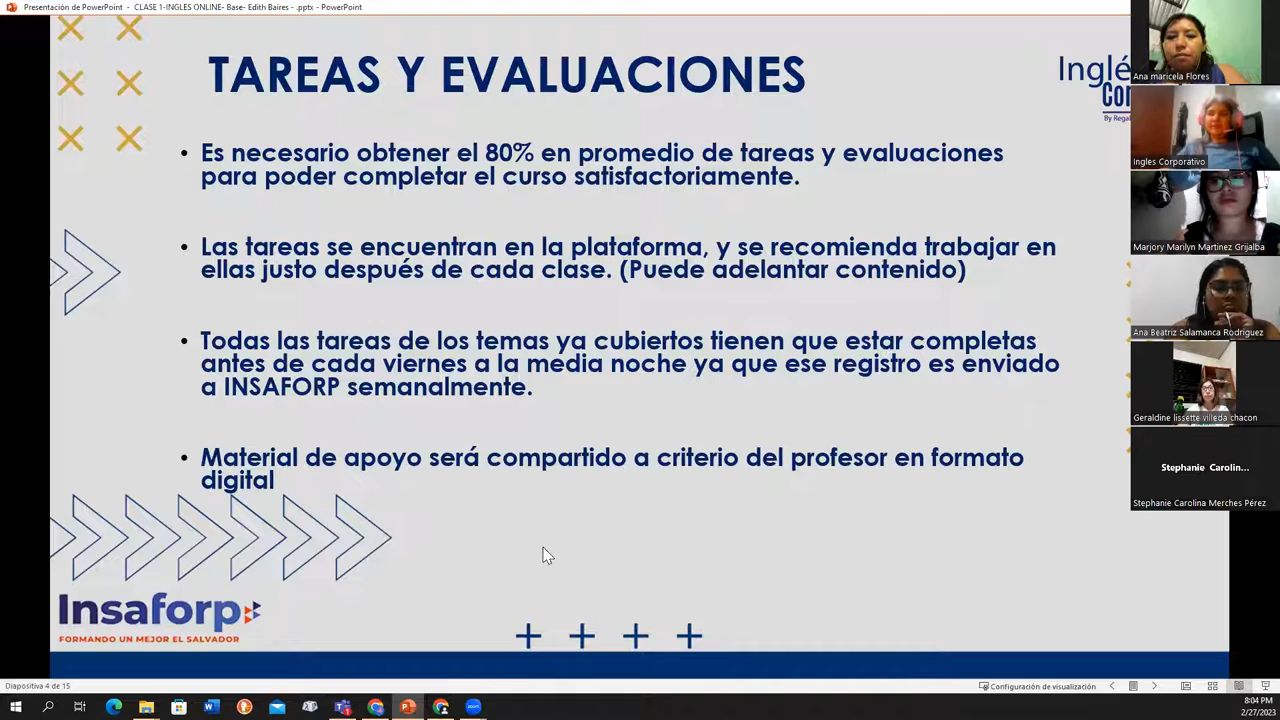 Presentación de PowerPoint - CLASE 1-INGLES ONLINE- Base- Edith Baires - .pptx - PowerPoint
TAREAS Y EVALUACIONES
• Es necesario obtener el 80% en promedio de tareas y evaluaciones
para poder completar el curso satisfactoriamente.
• Las tareas se encuentran en la plataforma, y se recomienda trabajar en
ellas justo después de cada clase. (Puede adelantar contenido)
• Todas las tareas de los temas ya cubiertos tienen que estar completas
antes de cada viernes a la media noche ya que ese registro es enviado
a INSAFORP semanalmente.
• Material de apoyo será compartido a criterio del profesor en formato
digital
Insaforp
FORMANDO UN MEJOR EL SALVADOR
Ana maricela Flores
Ingles Corporativo
Marjory Marilyn Martinez Grijalba
Ana Beatriz Salamanca Rodriguez
Geraldine lissette villeda chacon
Stephanie Carolin...
Stephanie Carolina Merches Pérez
Diapositiva 4 de 15
Configuración de visualización
8:04 PM
2/27/2023